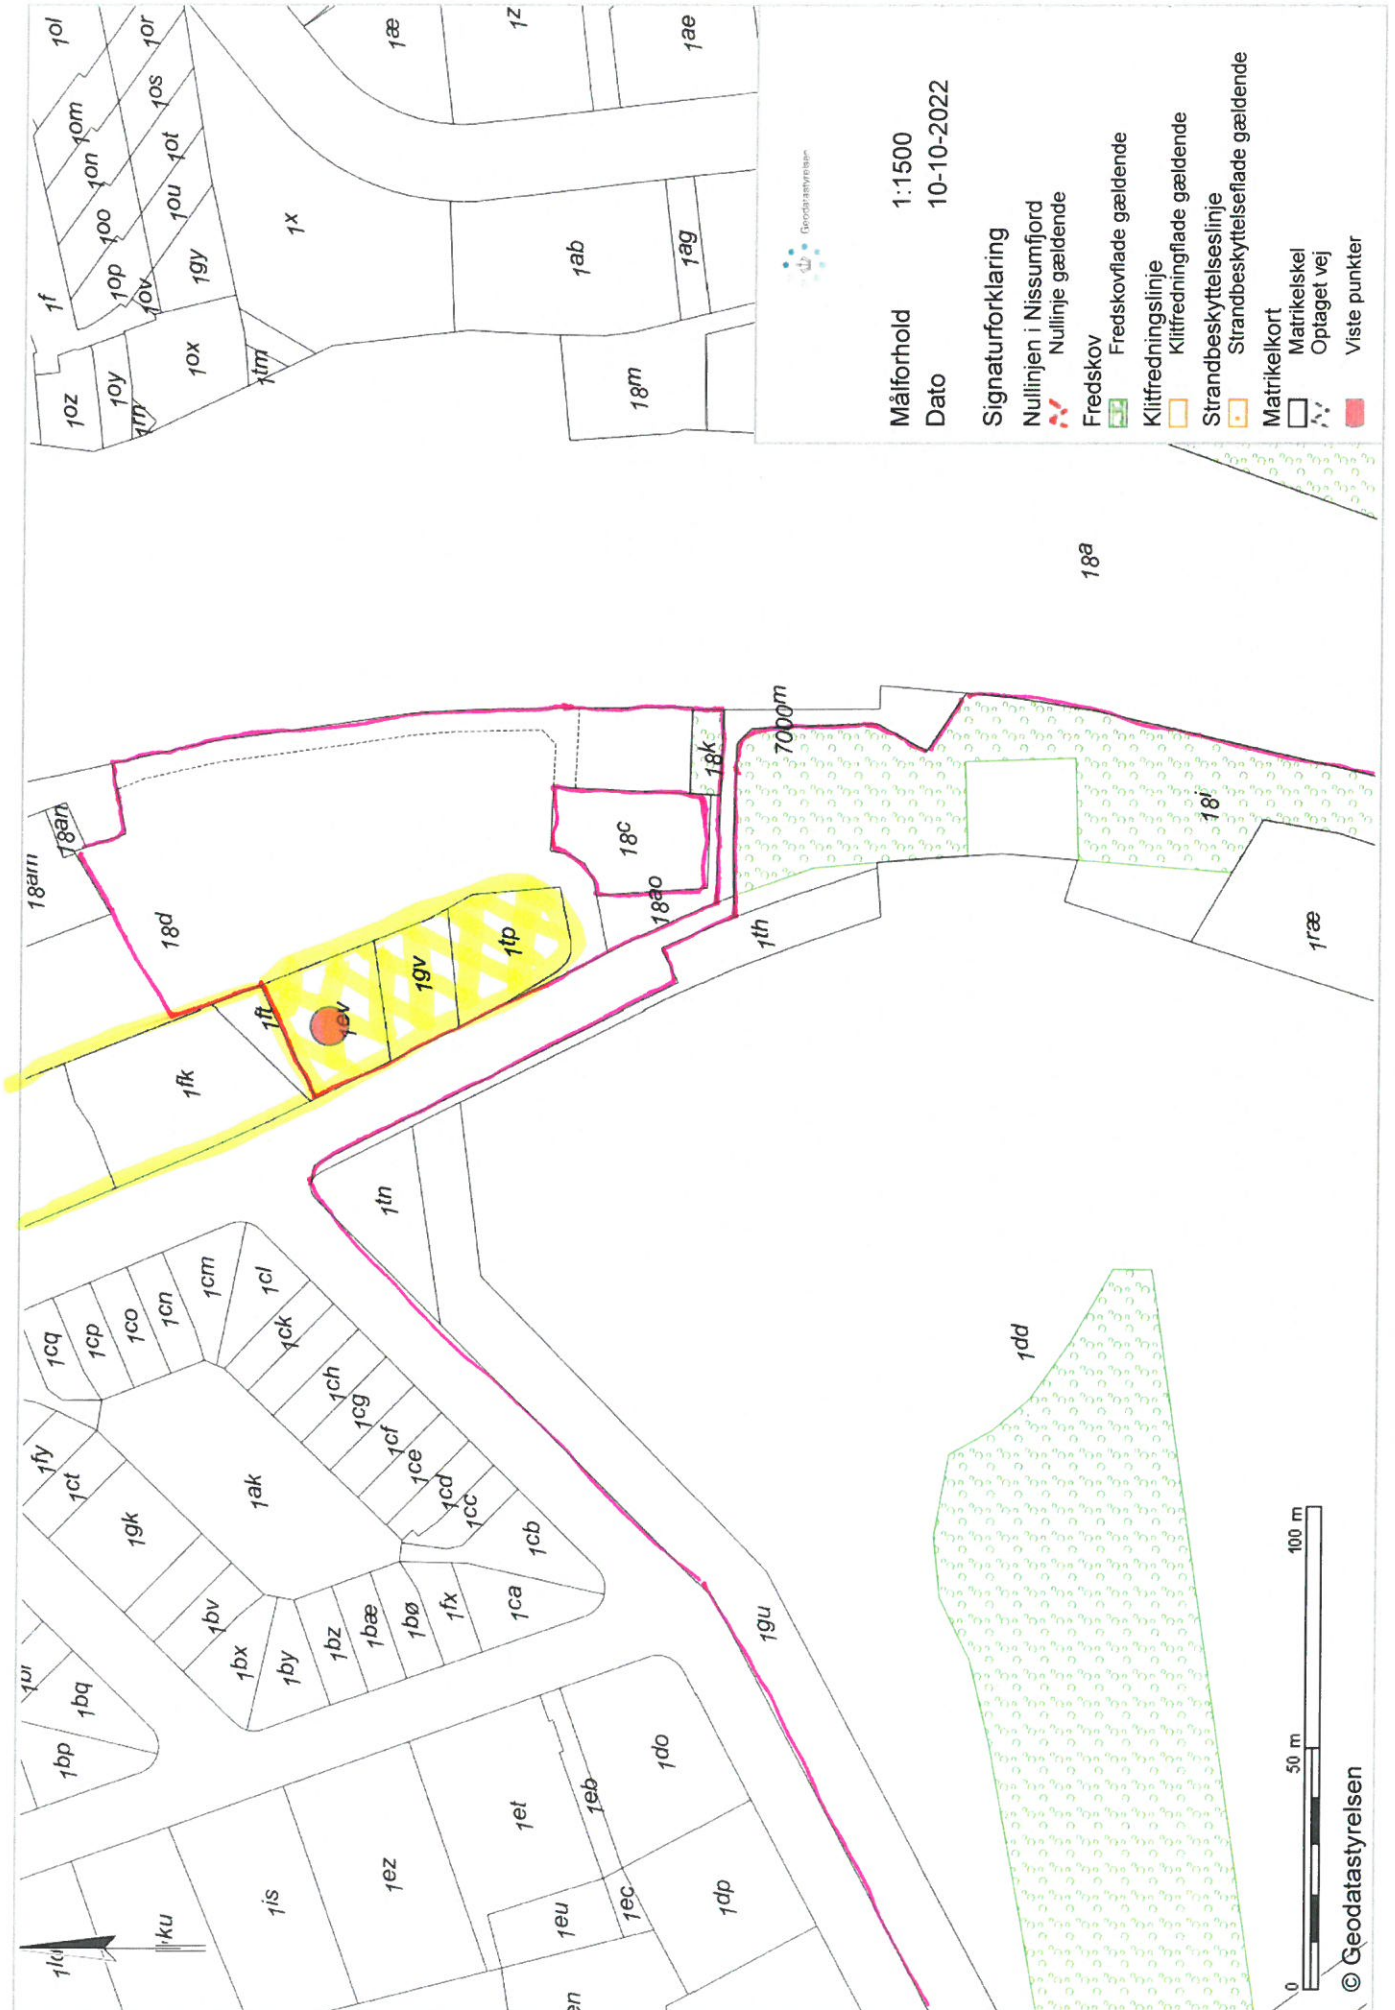 1ol
1or
1om
1os
1on
1ot
1oo
1ou
1op
1ov
1gy
1f
1oz
1oy
1rn
1ox
1tm
1x
1æ
1z
1ae
1ab
1ag
18m
18am
18an
18d
1ft
1fk
1ev
1gv
1tp
18c
18ao
18k
7000m
18i
18a
1th
1ræ
1tn
1cq
1cp
1co
1cn
1cm
1cl
1ck
1ch
1cg
1cf
1ce
1cd
1cc
1cb
1ca
1fx
1bø
1bæ
1bz
1by
1bx
1bv
1gk
1ct
1fy
1ak
1bq
1bp
1do
1eb
1et
1ez
1is
1eu
1ec
1dp
1gu
1dd
Geodatastyrelsen
Målforhold 1:1500
Dato 10-10-2022
Signaturforklaring
Nullinjen i Nissumfjord
Nullinje gældende
Fredskov
Fredskovflade gældende
Klitfredningslinje
Klitfredningflade gældende
Strandbeskyttelseslinje
Strandbeskyttelseflade gældende
Matrikelkort
Matrikelskel
Optaget vej
Viste punkter
0 50 m 100 m
© Geodatastyrelsen